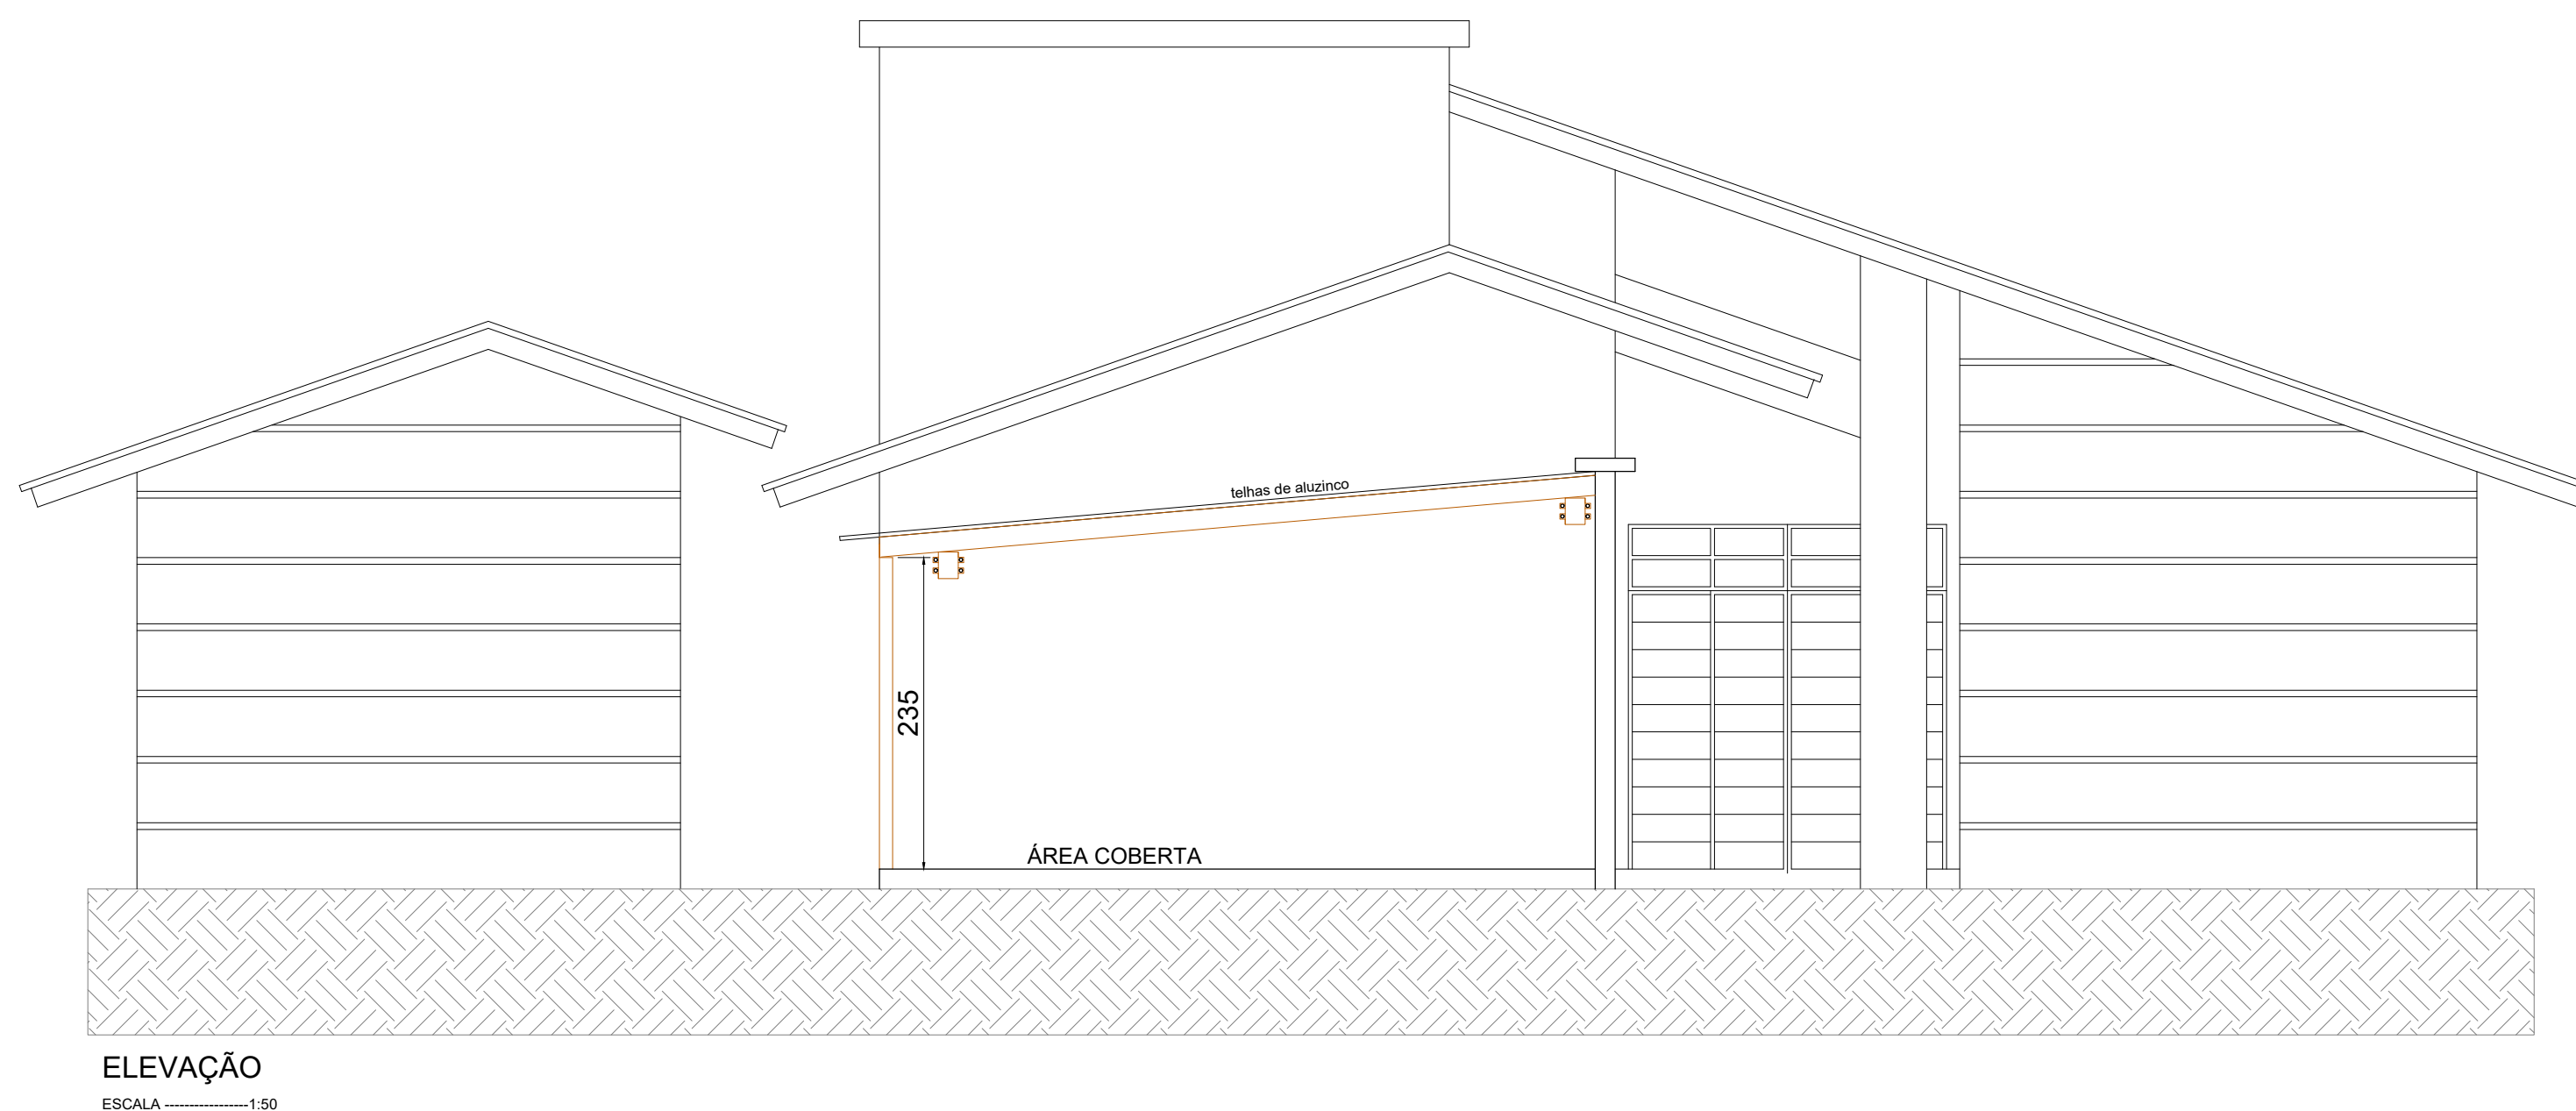 telhas de aluzinco
235
ÁREA COBERTA
ELEVAÇÃO
ESCALA -----------------1:50